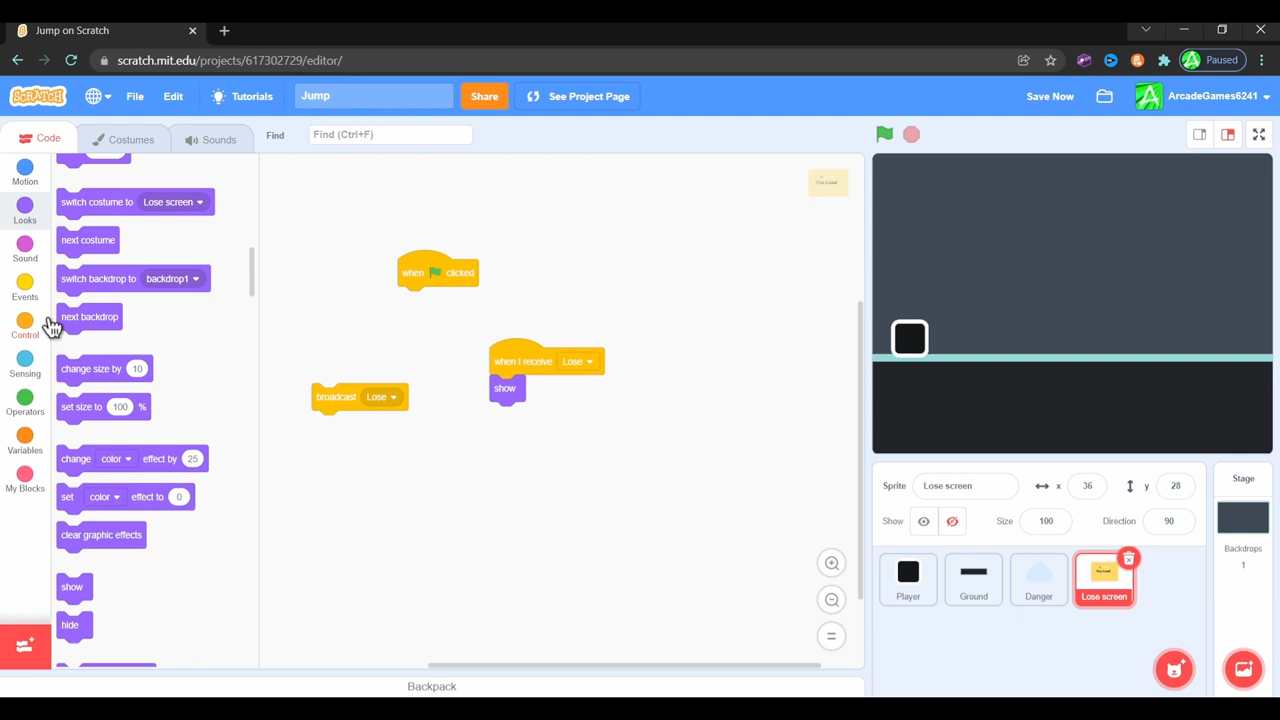 Jump on Scratch
scratch.mit.edu/projects/617302729/editor/
Paused
SCRATCH
File
Edit
Tutorials
Jump
Share
See Project Page
Save Now
ArcadeGames6241
Code
Costumes
Sounds
Find
Find (Ctrl+F)
Motion
Looks
Sound
Events
Control
Sensing
Operators
Variables
My Blocks
switch costume to Lose screen
next costume
switch backdrop to backdrop1
next backdrop
change size by 10
set size to 100 %
change color effect by 25
set color effect to 0
clear graphic effects
show
hide
when clicked
when I receive Lose
show
broadcast Lose
You Lose!
Backpack
Sprite Lose screen x 36 y 28
Show Size 100 Direction 90
Player
Ground
Danger
Lose screen
Stage
Backdrops
1